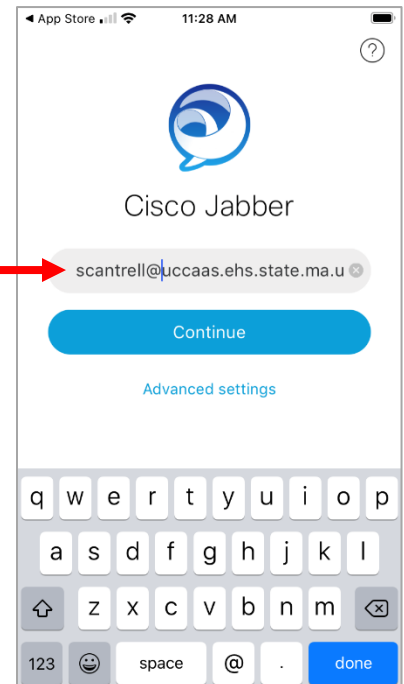 ◀ App Store 11:28 AM
?
Cisco Jabber
scantrell@uccaas.ehs.state.ma.u
Continue
Advanced settings
q w e r t y u i o p
a s d f g h j k l
z x c v b n m
123 space @ . done